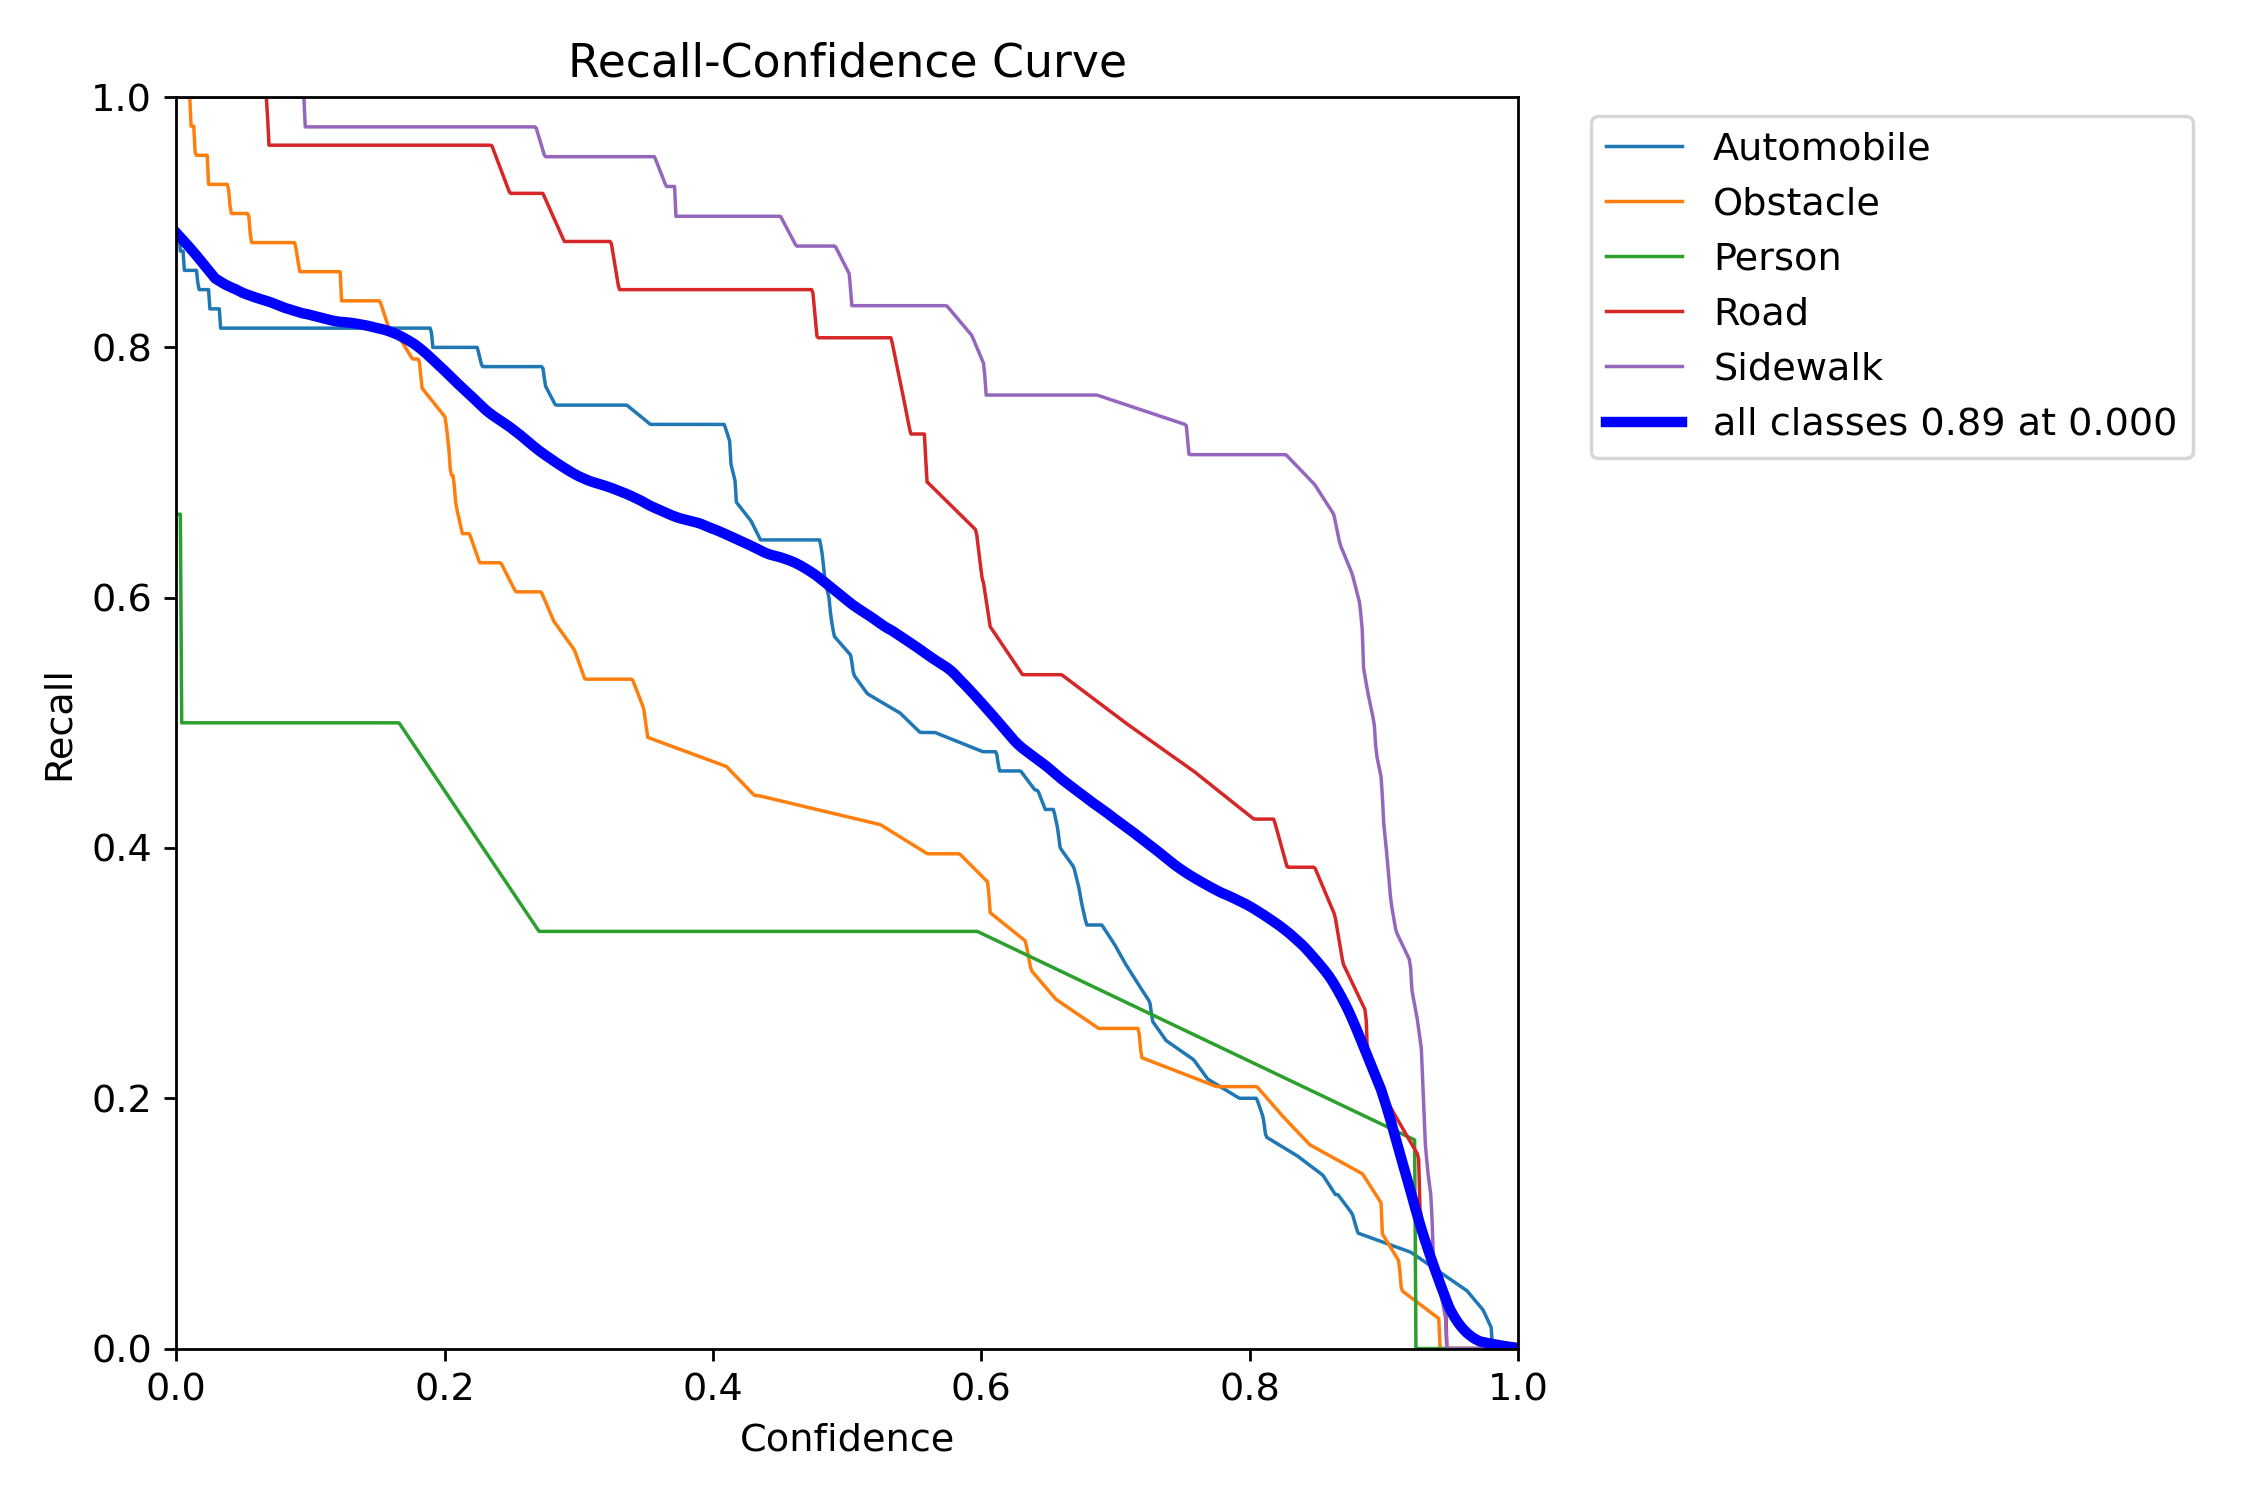 Recall-Confidence Curve
1.0
0.8
0.6
0.4
0.2
0.0
Recall
0.0 0.2 0.4 0.6 0.8 1.0
Confidence
Automobile
Obstacle
Person
Road
Sidewalk
all classes 0.89 at 0.000